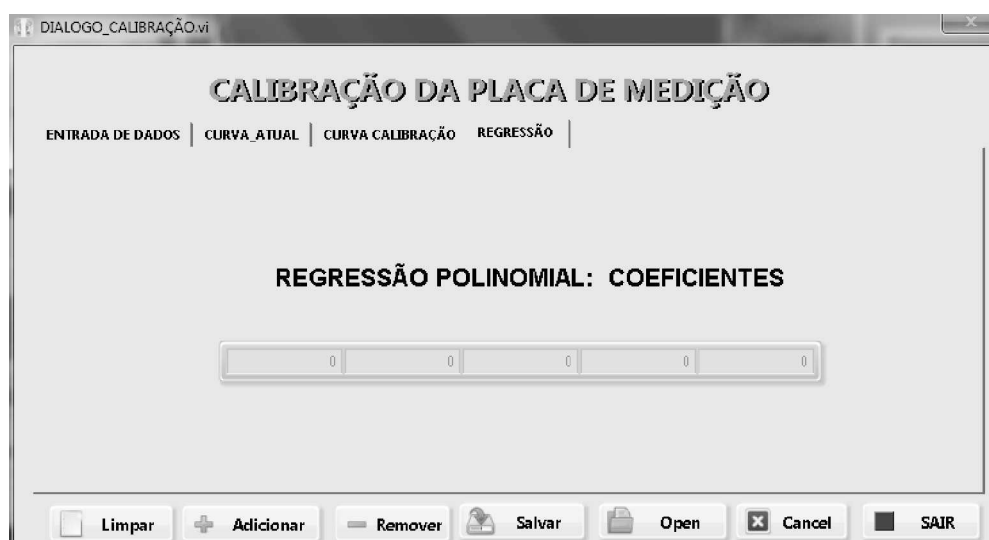 DIALOGO_CALIBRAÇÃO.vi
CALIBRAÇÃO DA PLACA DE MEDIÇÃO
ENTRADA DE DADOS CURVA_ATUAL CURVA CALIBRAÇÃO REGRESSÃO
REGRESSÃO POLINOMIAL: COEFICIENTES
0 0 0 0 0
Limpar Adicionar Remover Salvar Open Cancel SAIR